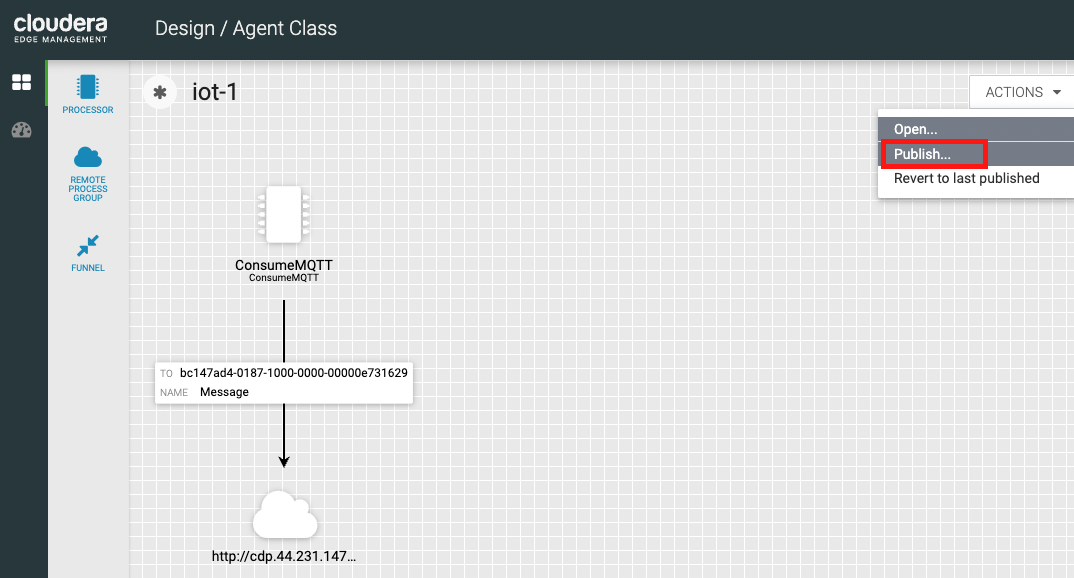 cloudera
EDGE MANAGEMENT
Design / Agent Class
PROCESSOR
REMOTE
PROCESS
GROUP
FUNNEL
iot-1
ACTIONS
Open...
Publish...
Revert to last published
ConsumeMQTT
ConsumeMQTT
TO bc147ad4-0187-1000-0000-00000e731629
NAME Message
http://cdp.44.231.147...